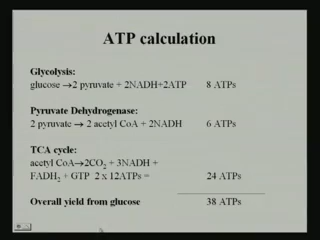 ATP calculation
Glycolysis:
glucose →2 pyruvate + 2NADH+2ATP 8 ATPs
Pyruvate Dehydrogenase:
2 pyruvate → 2 acetyl CoA + 2NADH 6 ATPs
TCA cycle:
acetyl CoA→2CO₂ + 3NADH +
FADH₂ + GTP 2 x 12ATPs = 24 ATPs
Overall yield from glucose 38 ATPs